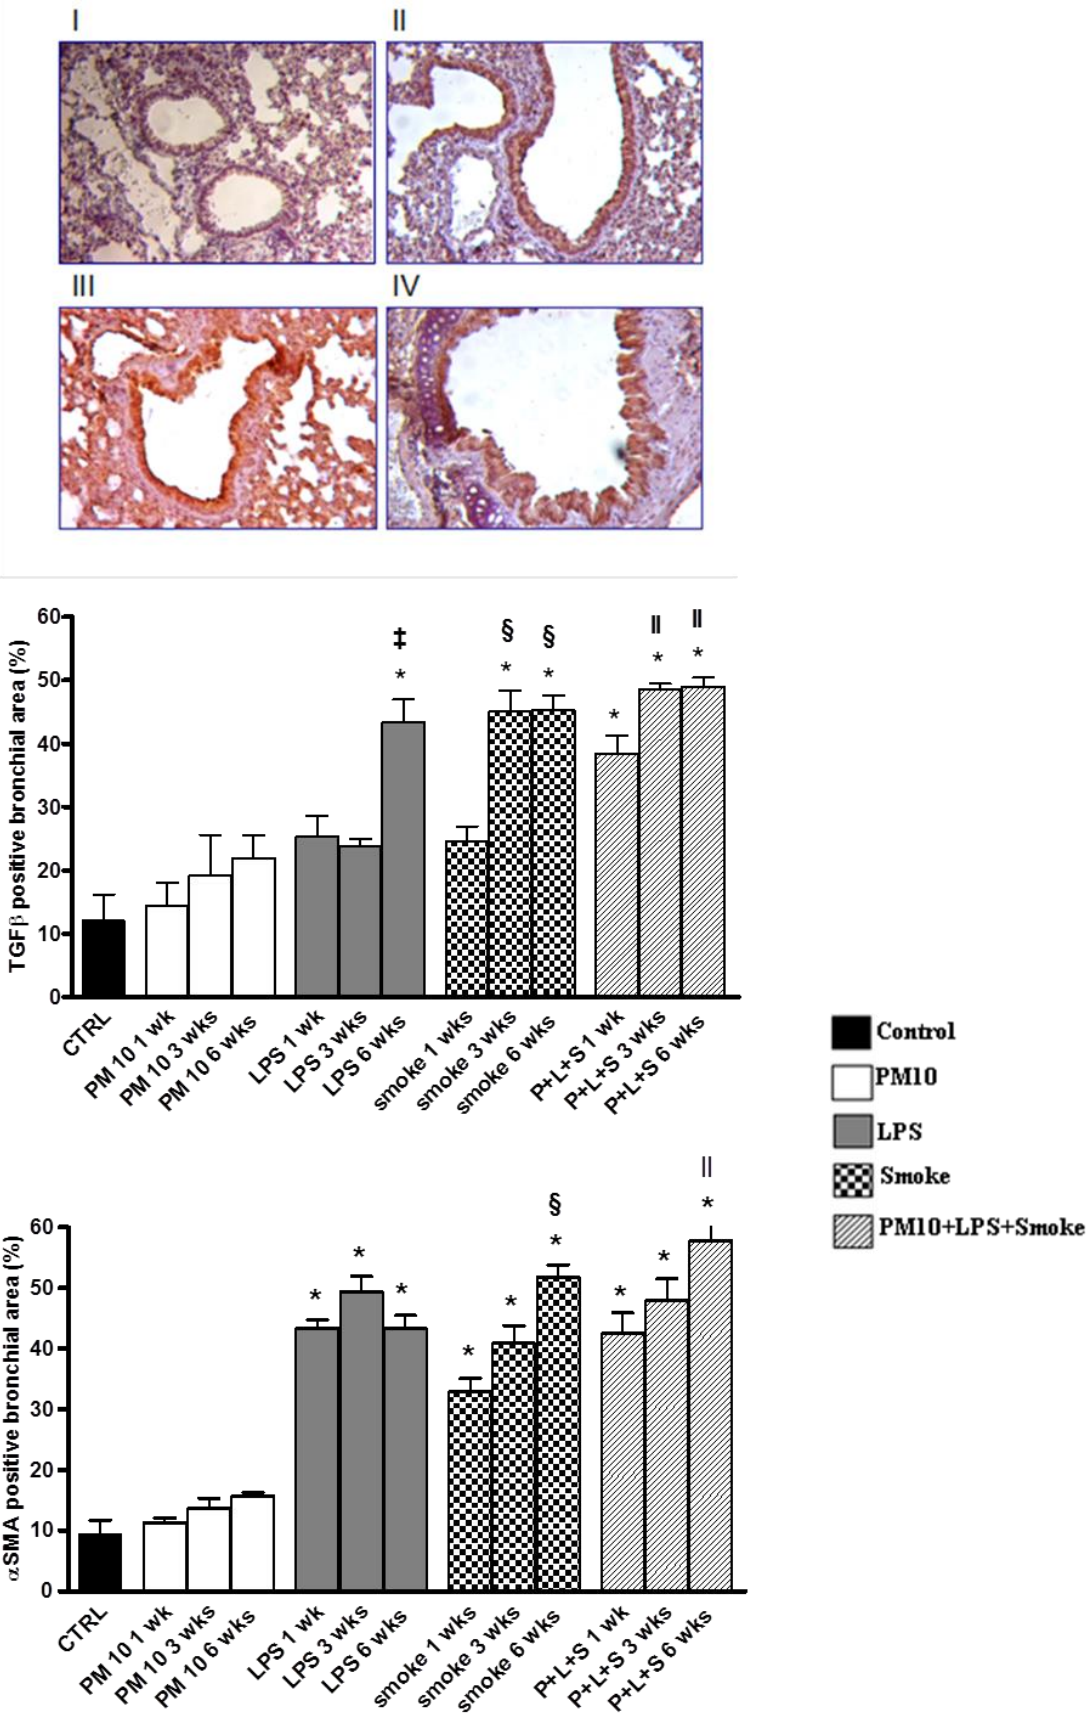 I
II
III
IV
TGFβ positive bronchial area (%)
60
50
40
30
20
10
0
‡
*
§
*
§
*
*
||
*
||
*
CTRL
PM 10 1 wk
PM 10 3 wks
PM 10 6 wks
LPS 1 wk
LPS 3 wks
LPS 6 wks
smoke 1 wks
smoke 3 wks
smoke 6 wks
P+L+S 1 wk
P+L+S 3 wks
P+L+S 6 wks
Control
PM10
LPS
Smoke
PM10+LPS+Smoke
αSMA positive bronchial area (%)
60
50
40
30
20
10
0
*
*
*
*
*
§
*
*
*
||
*
CTRL
PM 10 1 wk
PM 10 3 wks
PM 10 6 wks
LPS 1 wk
LPS 3 wks
LPS 6 wks
smoke 1 wks
smoke 3 wks
smoke 6 wks
P+L+S 1 wk
P+L+S 3 wks
P+L+S 6 wks